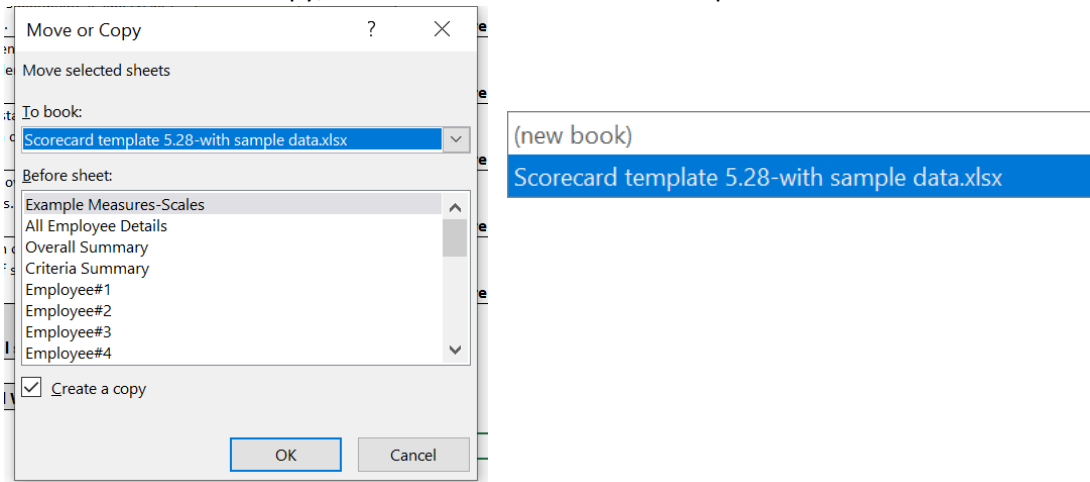 Move or Copy ?
Move selected sheets
To book:
Scorecard template 5.28-with sample data.xlsx
Before sheet:
Example Measures-Scales
All Employee Details
Overall Summary
Criteria Summary
Employee#1
Employee#2
Employee#3
Employee#4
Create a copy
OK Cancel
(new book)
Scorecard template 5.28-with sample data.xlsx